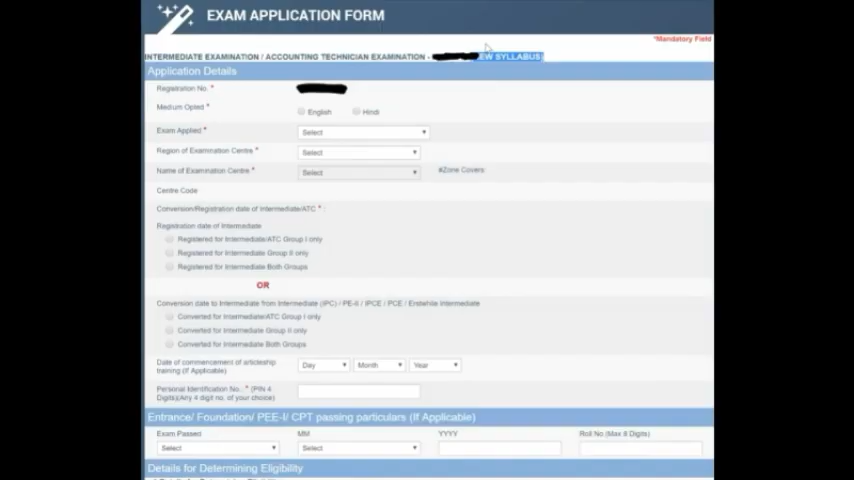 EXAM APPLICATION FORM
*Mandatory Field
INTERMEDIATE EXAMINATION / ACCOUNTING TECHNICIAN EXAMINATION - EW SYLLABUS)
Application Details
Registration No. *
Medium Opted * English Hindi
Exam Applied * Select
Region of Examination Centre * Select
Name of Examination Centre * Select #Zone Covers
Centre Code
Conversion/Registration date of Intermediate/ATC * :
Registration date of Intermediate
Registered for Intermediate/ATC Group I only
Registered for Intermediate Group II only
Registered for Intermediate Both Groups
OR
Conversion date to Intermediate from Intermediate (IPC) / PE-II / IPCE / PCE / Erstwhile Intermediate
Converted for Intermediate/ATC Group I only
Converted for Intermediate Group II only
Converted for Intermediate Both Groups
Date of commencement of articleship
training (If Applicable) Day Month Year
Personal Identification No.. * (PIN 4
Digits)(Any 4 digit no. of your choice)
Entrance/ Foundation/ PEE-I/ CPT passing particulars (If Applicable)
Exam Passed MM YYYY Roll No (Max 8 Digits)
Select Select
Details for Determining Eligibility